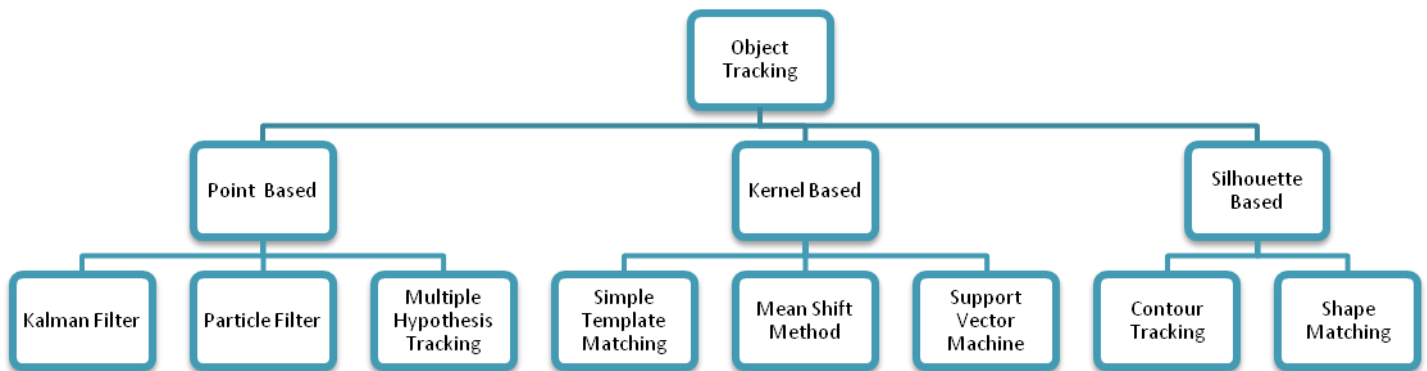 Object
Tracking
Point Based
Kernel Based
Silhouette
Based
Kalman Filter
Particle Filter
Multiple
Hypothesis
Tracking
Simple
Template
Matching
Mean Shift
Method
Support
Vector
Machine
Contour
Tracking
Shape
Matching